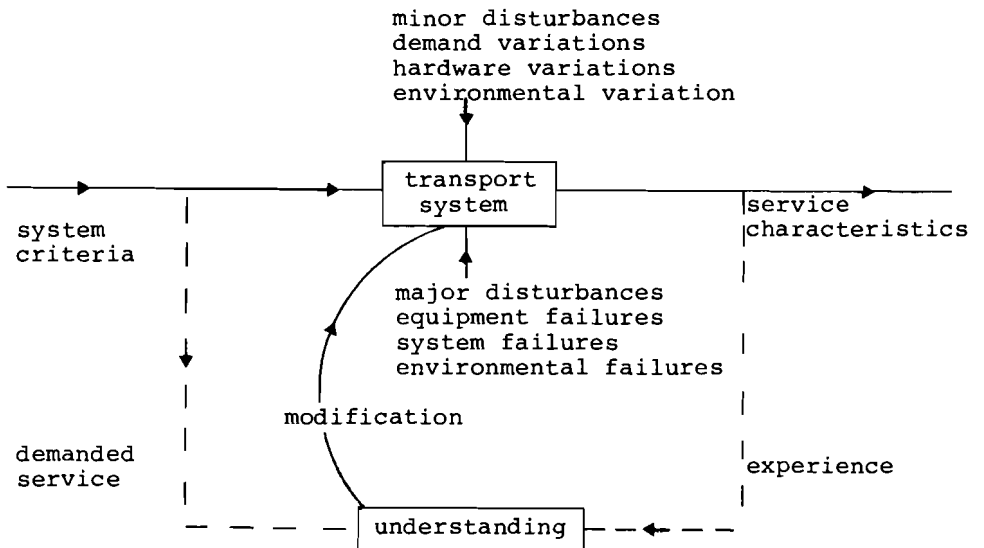 minor disturbances
demand variations
hardware variations
environmental variation
transport
system
system
criteria
service
characteristics
major disturbances
equipment failures
system failures
environmental failures
modification
demanded
service
experience
understanding